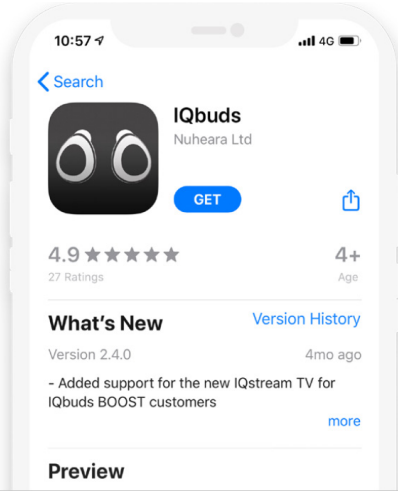 10:57
4G
Search
IQbuds
Nuheara Ltd
GET
4.9
4+
27 Ratings
Age
What's New
Version History
Version 2.4.0
4mo ago
- Added support for the new IQstream TV for
IQbuds BOOST customers
more
Preview